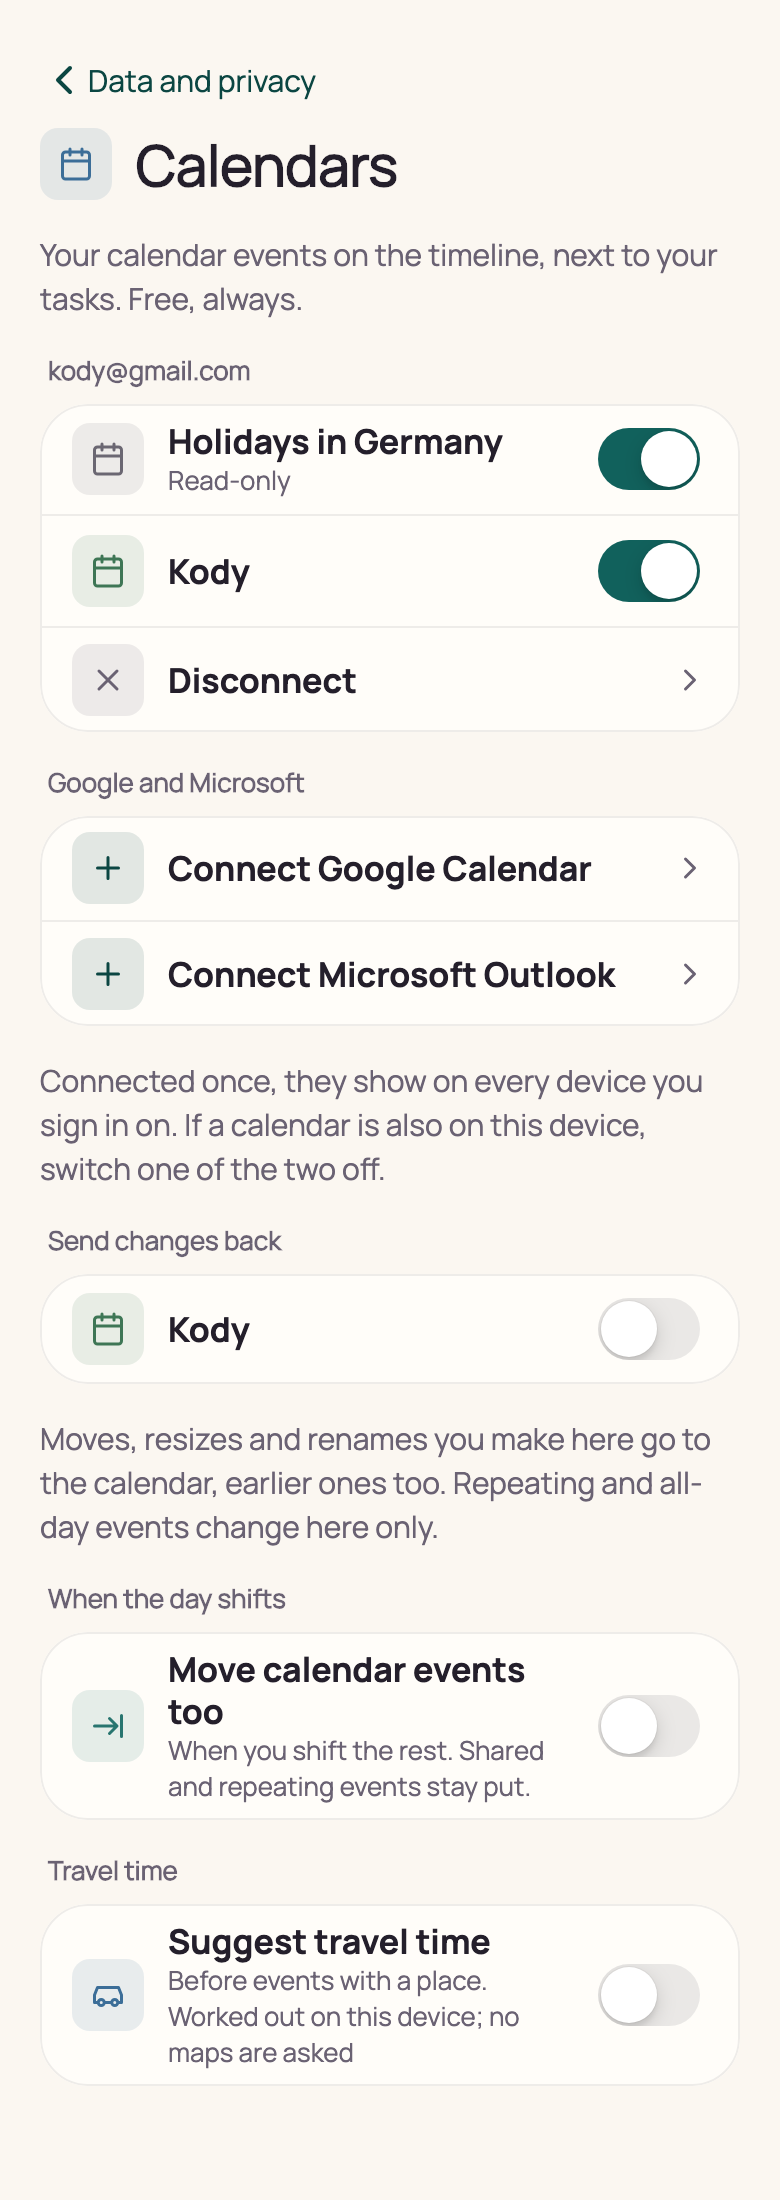 Data and privacy
Calendars
Your calendar events on the timeline, next to your
tasks. Free, always.
kody@gmail.com
Holidays in Germany
Read-only
Kody
Disconnect
Google and Microsoft
Connect Google Calendar
Connect Microsoft Outlook
Connected once, they show on every device you
sign in on. If a calendar is also on this device,
switch one of the two off.
Send changes back
Kody
Moves, resizes and renames you make here go to
the calendar, earlier ones too. Repeating and all-
day events change here only.
When the day shifts
Move calendar events
too
When you shift the rest. Shared
and repeating events stay put.
Travel time
Suggest travel time
Before events with a place.
Worked out on this device; no
maps are asked